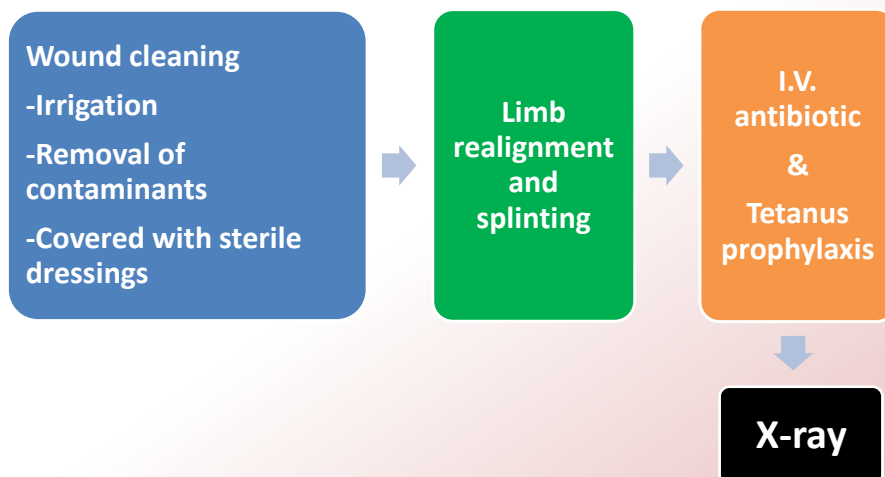 Wound cleaning
-Irrigation
-Removal of
contaminants
-Covered with sterile
dressings
Limb
realignment
and
splinting
I.V.
antibiotic
&
Tetanus
prophylaxis
X-ray